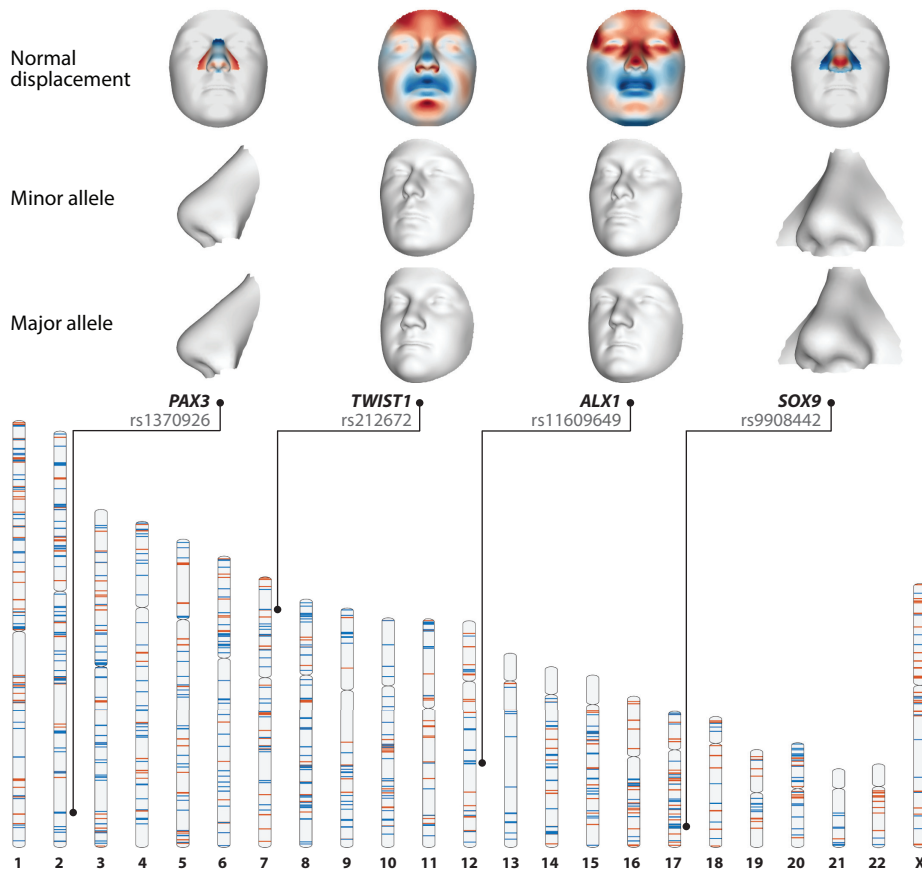 Normal
displacement
Minor allele
Major allele
PAX3
rs1370926
TWIST1
rs212672
ALX1
rs11609649
SOX9
rs9908442
1 2 3 4 5 6 7 8 9 10 11 12 13 14 15 16 17 18 19 20 21 22 X